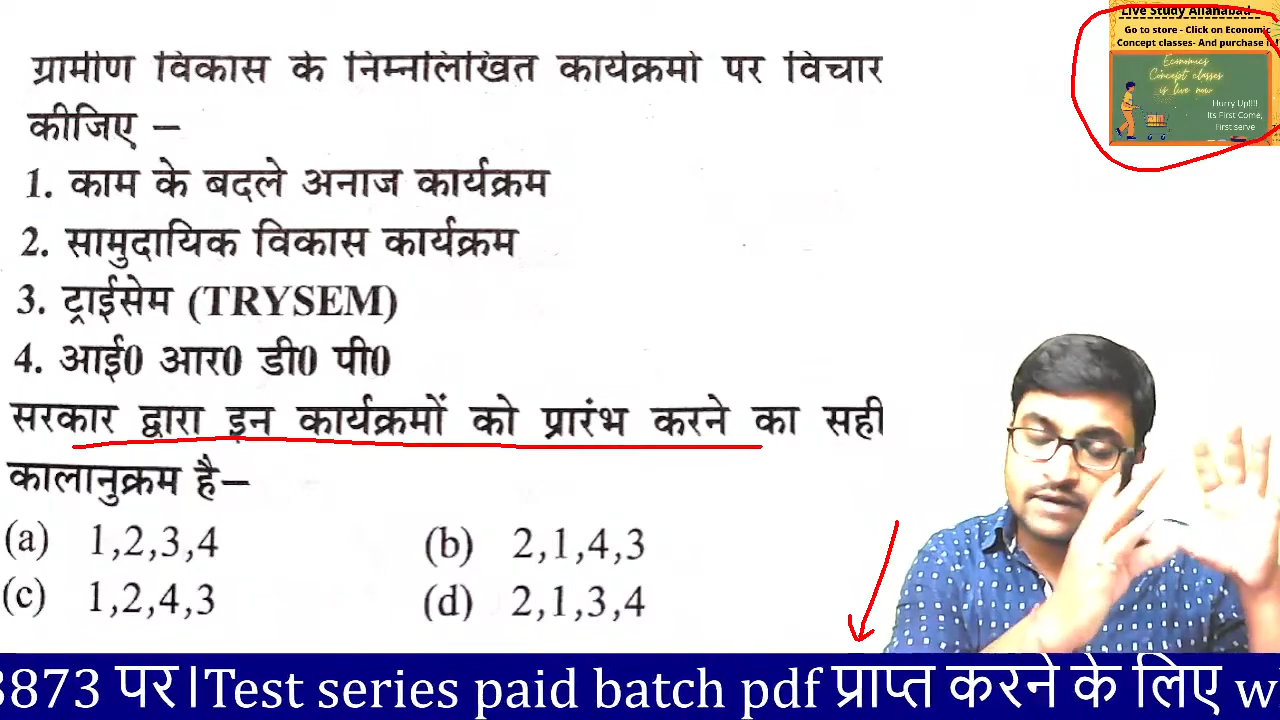 Live Study Allahabad
Go to store - Click on Economic
Concept classes- And purchase it
Economics
Concept classes
is live now
Hurry Up!!!!
Its First Come,
First serve
ग्रामीण विकास के निम्नलिखित कार्यक्रमों पर विचार
कीजिए –
1. काम के बदले अनाज कार्यक्रम
2. सामुदायिक विकास कार्यक्रम
3. ट्राईसेम (TRYSEM)
4. आई0 आर0 डी0 पी0
सरकार द्वारा इन कार्यक्रमों को प्रारंभ करने का सही
कालानुक्रम है–
(a) 1,2,3,4 (b) 2,1,4,3
(c) 1,2,4,3 (d) 2,1,3,4
3873 पर।Test series paid batch pdf प्राप्त करने के लिए